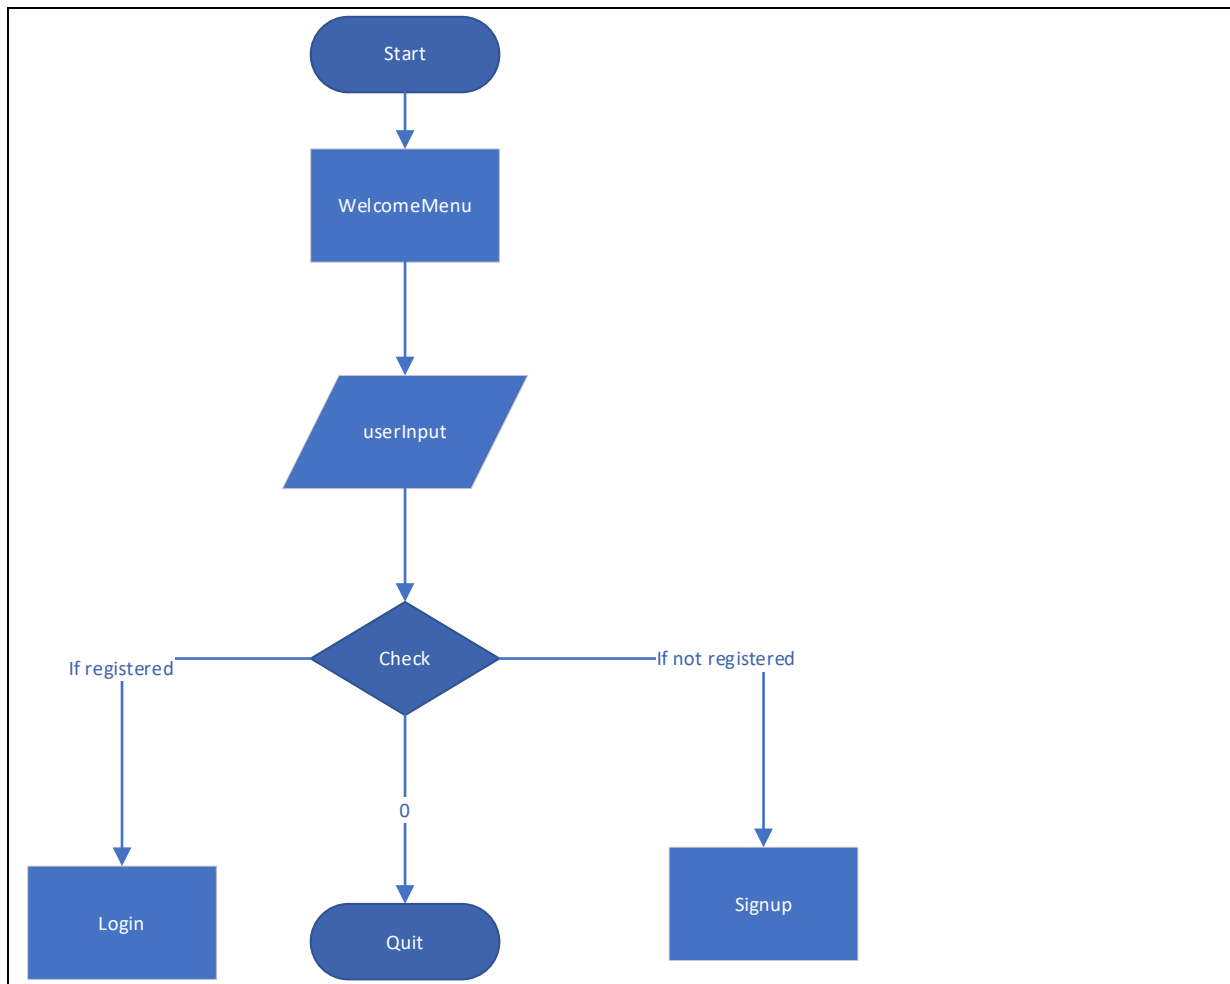 Start
WelcomeMenu
userInput
Check
If registered
If not registered
0
Login
Quit
Signup